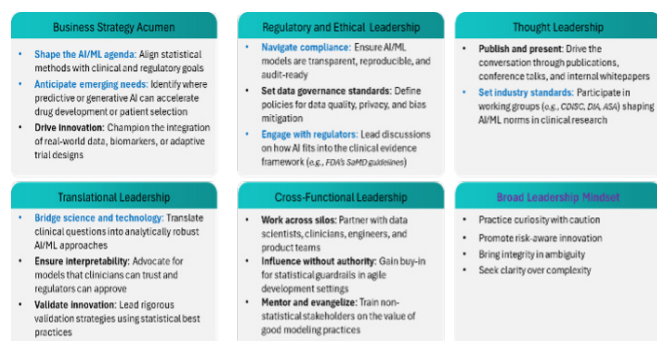 Business Strategy Acumen
• Shape the AI/ML agenda: Align statistical
methods with clinical and regulatory goals
• Anticipate emerging needs: Identify where
predictive or generative AI can accelerate
drug development or patient selection
• Drive innovation: Champion the integration
of real-world data, biomarkers, or adaptive
trial designs
Regulatory and Ethical Leadership
• Navigate compliance: Ensure AI/ML
models are transparent, reproducible, and
audit-ready
• Set data governance standards: Define
policies for data quality, privacy, and bias
mitigation
• Engage with regulators: Lead discussions
on how AI fits into the clinical evidence
framework (e.g., FDA's SaMD guidelines)
Thought Leadership
• Publish and present: Drive the
conversation through publications,
conference talks, and internal whitepapers
• Set industry standards: Participate in
working groups (e.g., CDISC, DIA, ASA) shaping
AI/ML norms in clinical research
Translational Leadership
• Bridge science and technology: Translate
clinical questions into analytically robust
AI/ML approaches
• Ensure interpretability: Advocate for
models that clinicians can trust and
regulators can approve
• Validate innovation: Lead rigorous
validation strategies using statistical best
practices
Cross-Functional Leadership
• Work across silos: Partner with data
scientists, clinicians, engineers, and
product teams
• Influence without authority: Gain buy-in
for statistical guardrails in agile
development settings
• Mentor and evangelize: Train non-
statistical stakeholders on the value of
good modeling practices
Broad Leadership Mindset
• Practice curiosity with caution
• Promote risk-aware innovation
• Bring integrity in ambiguity
• Seek clarity over complexity